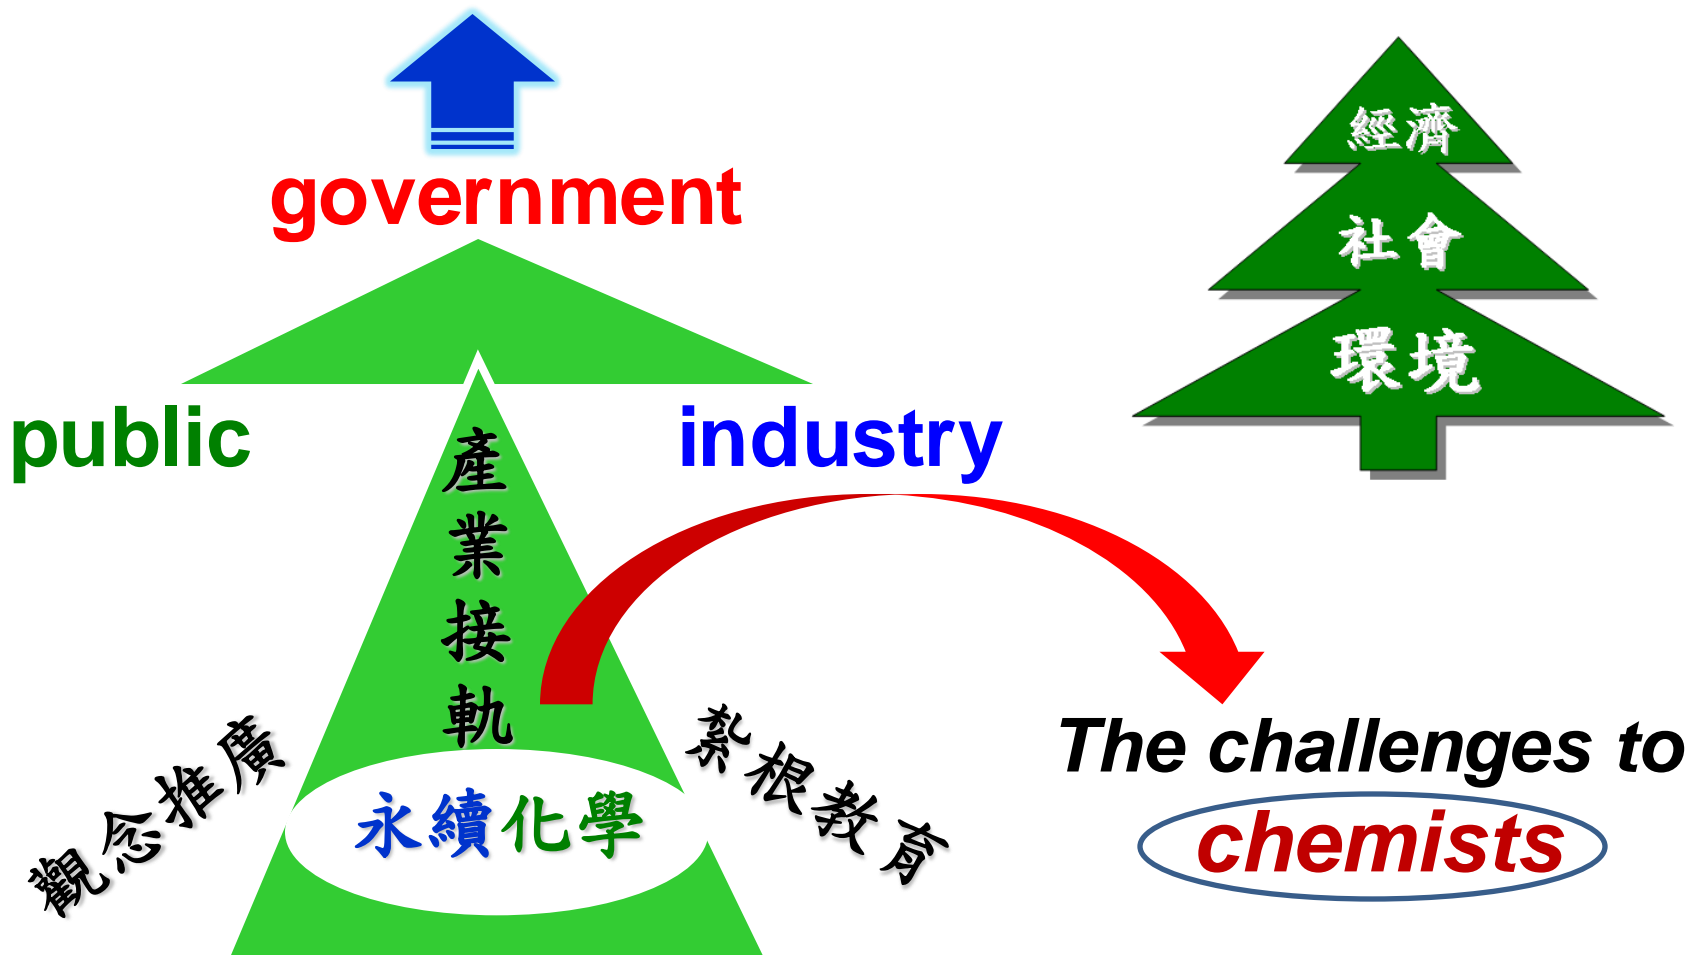 government
public
industry
經濟
社會
環境
產業接軌
觀念推廣
紮根教育
永續化學
The challenges to
chemists